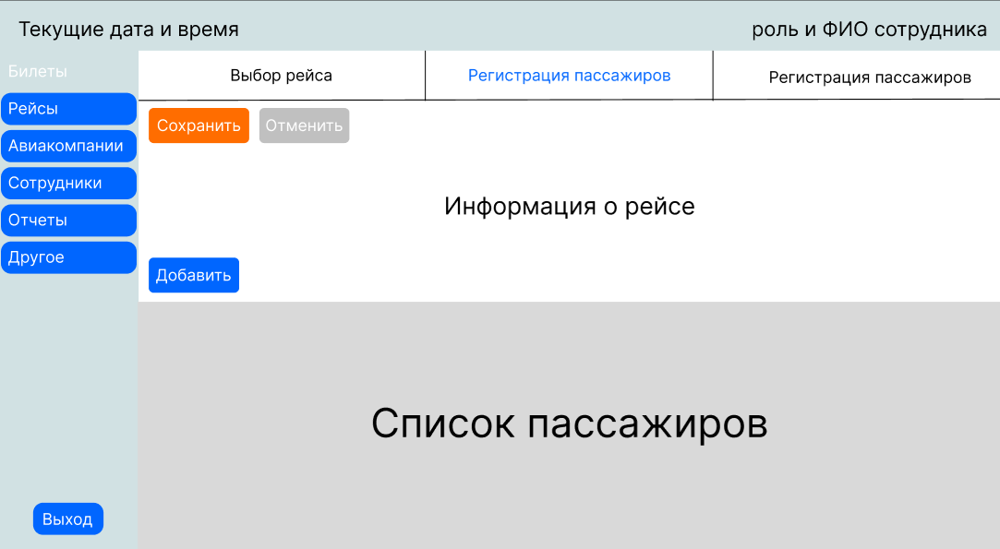 Текущие дата и время
роль и ФИО сотрудника
Билеты
Рейсы
Авиакомпании
Сотрудники
Отчеты
Другое
Выход
Выбор рейса
Регистрация пассажиров
Регистрация пассажиров
Сохранить
Отменить
Информация о рейсе
Добавить
Список пассажиров